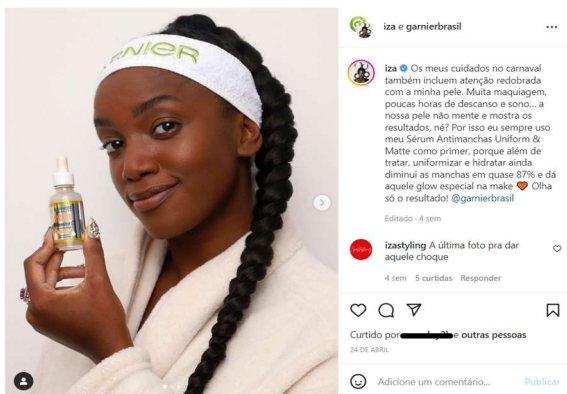 GARNIER
iza e garnierbrasil
iza Os meus cuidados no carnaval
também incluem atenção redobrada
com a minha pele. Muita maquiagem,
poucas horas de descanso e sono... a
nossa pele não mente e mostra os
resultados, né? Por isso eu sempre uso
meu Sérum Antimanchas Uniform &
Matte como primer, porque além de
tratar, uniformizar e hidratar ainda
diminui as manchas em quase 87% e dá
aquele glow especial na make 🧡 Olha
só o resultado! @garnierbrasil
Editado · 4 sem
izastyling A última foto pra dar
aquele choque
4 sem 5 curtidas Responder
Curtido por e outras pessoas
24 DE ABRIL
Adicione um comentário... Publicar